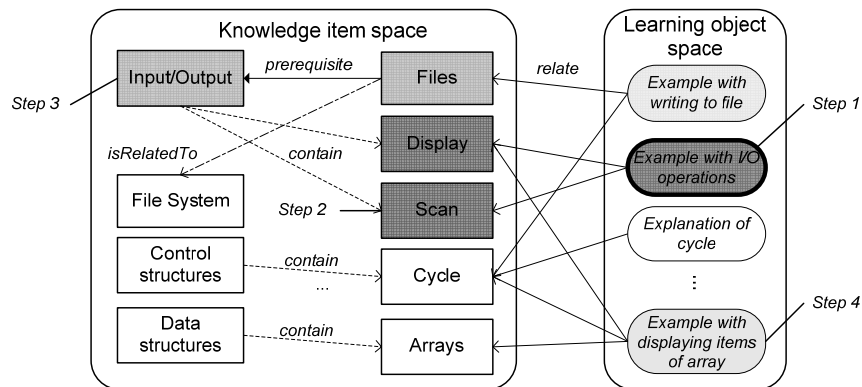 Knowledge item space
Learning object
space
Input/Output
prerequisite
Files
relate
Example with
writing to file
Step 3
Step 1
Display
Example with I/O
operations
isRelatedTo
contain
File System
Step 2
Scan
Explanation of
cycle
Control
structures
contain
...
Cycle
...
Step 4
Data
structures
contain
Arrays
Example with
displaying items
of array